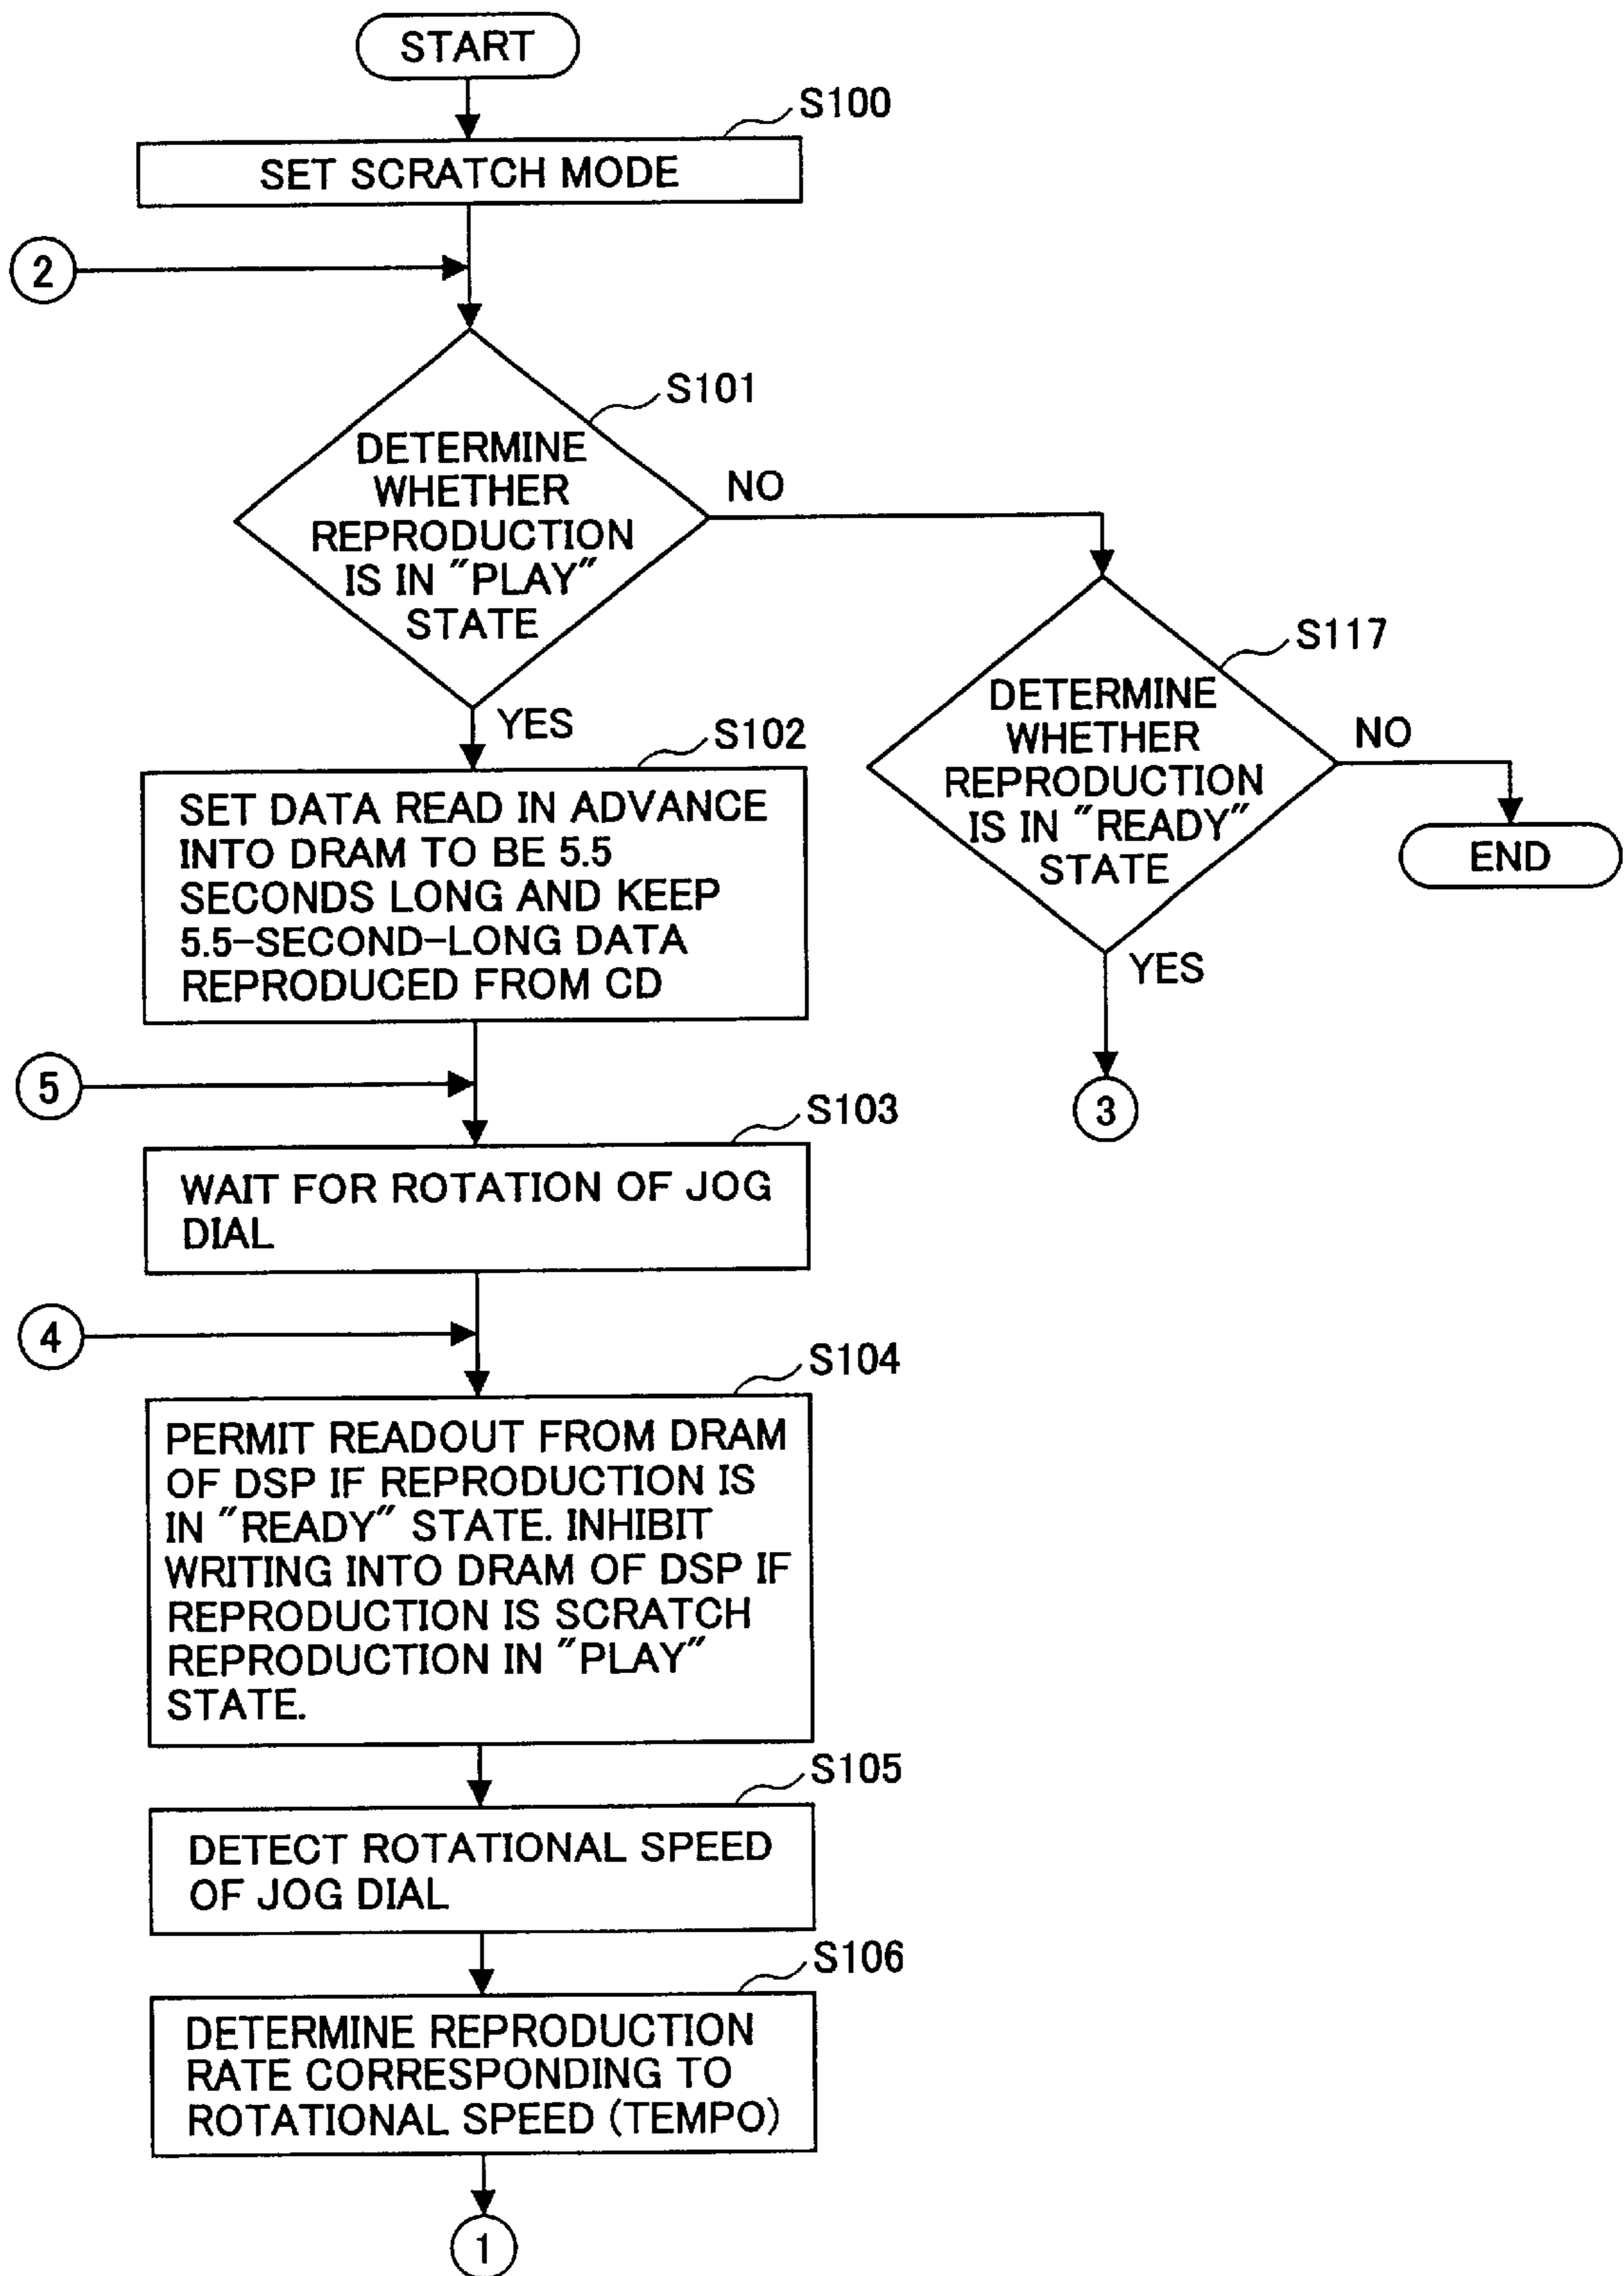 START
S100
SET SCRATCH MODE
2
S101
DETERMINE
WHETHER
REPRODUCTION
IS IN "PLAY"
STATE
NO
YES
S117
DETERMINE
WHETHER
REPRODUCTION
IS IN "READY"
STATE
NO
END
YES
3
S102
SET DATA READ IN ADVANCE
INTO DRAM TO BE 5.5
SECONDS LONG AND KEEP
5.5-SECOND-LONG DATA
REPRODUCED FROM CD
5
S103
WAIT FOR ROTATION OF JOG
DIAL
4
S104
PERMIT READOUT FROM DRAM
OF DSP IF REPRODUCTION IS
IN "READY" STATE. INHIBIT
WRITING INTO DRAM OF DSP IF
REPRODUCTION IS SCRATCH
REPRODUCTION IN "PLAY"
STATE.
S105
DETECT ROTATIONAL SPEED
OF JOG DIAL
S106
DETERMINE REPRODUCTION
RATE CORRESPONDING TO
ROTATIONAL SPEED (TEMPO)
1